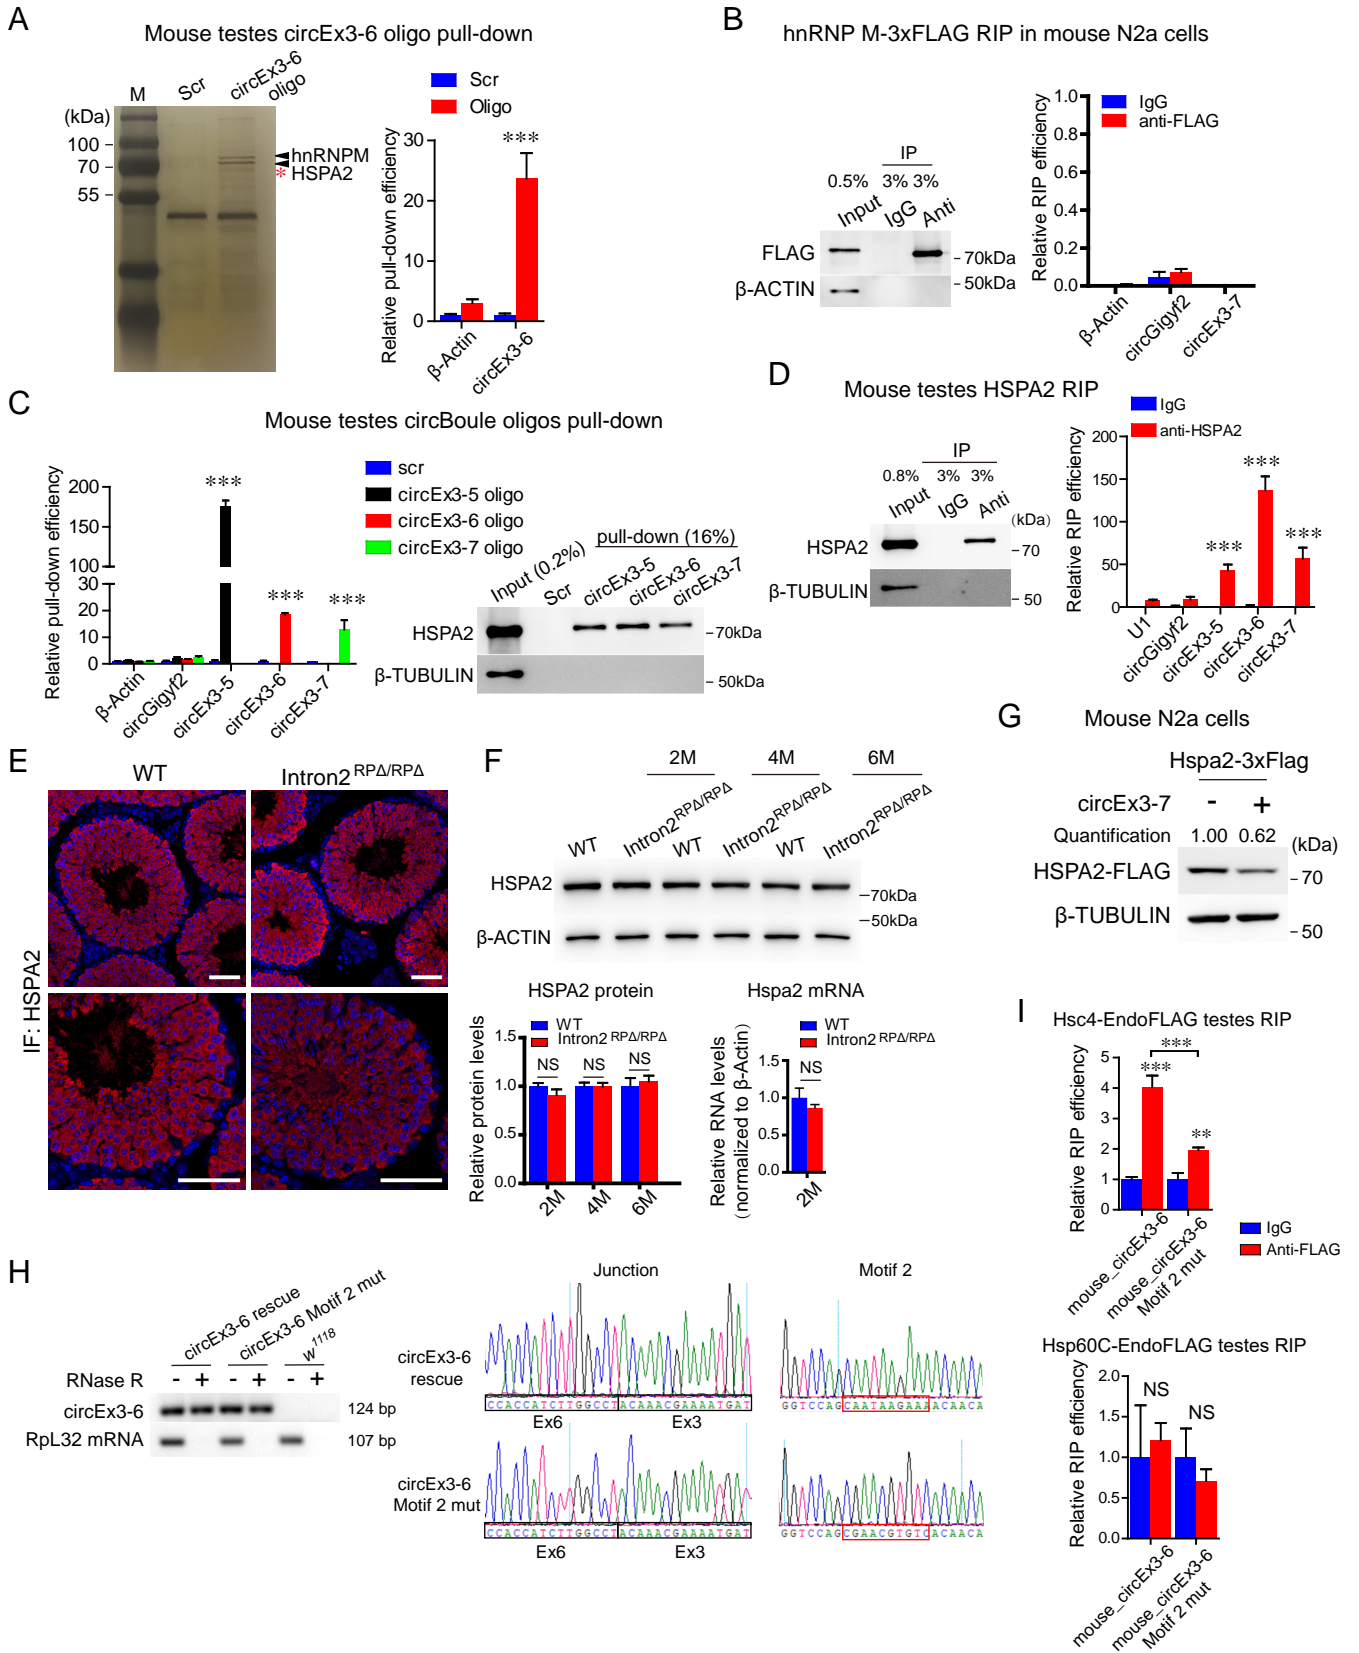 A
Mouse testes circEx3-6 oligo pull-down
M
Scr
circEx3-6
oligo
(kDa)
100
70
55
hnRNPM
* HSPA2
Scr
Oligo
Relative pull-down efficiency
30
20
10
0
***
β-Actin
circEx3-6
B
hnRNP M-3xFLAG RIP in mouse N2a cells
IP
0.5% 3% 3%
Input IgG Anti
FLAG
β-ACTIN
70kDa
50kDa
IgG
anti-FLAG
Relative RIP efficiency
1.0
0.8
0.6
0.4
0.2
0.0
β-Actin
circGigyf2
circEx3-7
C
Mouse testes circBoule oligos pull-down
Relative pull-down efficiency
200
150
100
30
20
10
0
***
***
***
β-Actin
circGigyf2
circEx3-5
circEx3-6
circEx3-7
scr
circEx3-5 oligo
circEx3-6 oligo
circEx3-7 oligo
pull-down (16%)
Input (0.2%)
Scr
circEx3-5
circEx3-6
circEx3-7
HSPA2
β-TUBULIN
70kDa
50kDa
D
Mouse testes HSPA2 RIP
IP
0.8% 3% 3%
Input IgG Anti
(kDa)
HSPA2
β-TUBULIN
70
50
IgG
anti-HSPA2
Relative RIP efficiency
200
150
100
50
0
***
***
***
U1
circGigyf2
circEx3-5
circEx3-6
circEx3-7
E
WT
Intron2RPΔ/RPΔ
IF: HSPA2
F
2M 4M 6M
WT Intron2RPΔ/RPΔ WT Intron2RPΔ/RPΔ WT Intron2RPΔ/RPΔ
HSPA2
β-ACTIN
70kDa
50kDa
HSPA2 protein
WT
Intron2RPΔ/RPΔ
Relative protein levels
1.5
1.0
0.5
0.0
NS NS NS
2M 4M 6M
Hspa2 mRNA
WT
Intron2RPΔ/RPΔ
Relative RNA levels
(normalized to β-Actin)
1.5
1.0
0.5
0.0
NS
2M
G
Mouse N2a cells
Hspa2-3xFlag
circEx3-7 - +
Quantification 1.00 0.62 (kDa)
HSPA2-FLAG
70
β-TUBULIN
50
H
circEx3-6 rescue
circEx3-6 Motif 2 mut
w1118
RNase R - + - + - +
circEx3-6 124 bp
RpL32 mRNA 107 bp
Junction
Motif 2
circEx3-6
rescue
CCACCATCTTGGCCTACAAACGAAAATGAT
Ex6 Ex3
GGTCCAGCAATAAGAAACAACA
circEx3-6
Motif 2 mut
CCACCATCTTGGCCTACAAACGAAAATGAT
Ex6 Ex3
GGTCCAGCGAACGTGTCACAACA
I
Hsc4-EndoFLAG testes RIP
Relative RIP efficiency
5
4
3
2
1
0
***
***
**
mouse_circEx3-6
mouse_circEx3-6
Motif 2 mut
IgG
Anti-FLAG
Hsp60C-EndoFLAG testes RIP
Relative RIP efficiency
2.0
1.5
1.0
0.5
0.0
NS
NS
mouse_circEx3-6
mouse_circEx3-6
Motif 2 mut